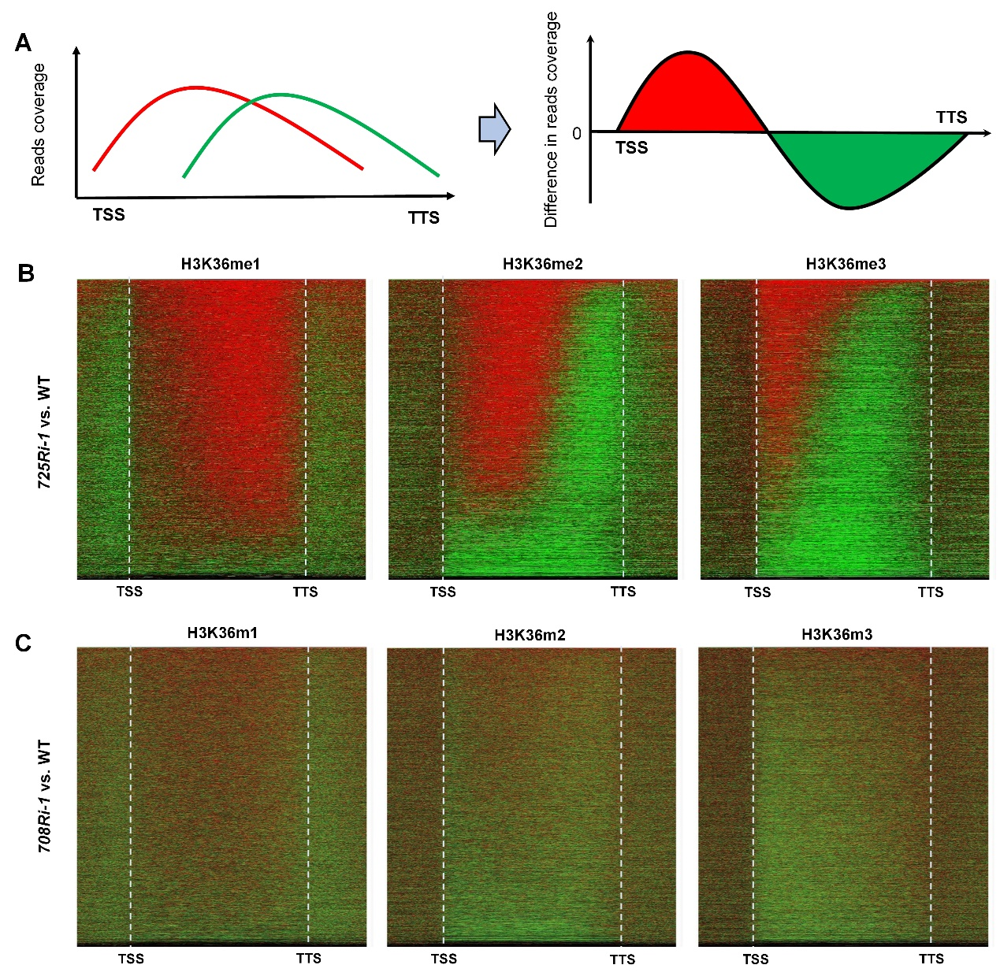 A
Reads coverage
TSS
TTS
Difference in reads coverage
0
TSS
TTS
B
H3K36me1
H3K36me2
H3K36me3
725Ri-1 vs. WT
TSS
TTS
TSS
TTS
TSS
TTS
C
H3K36m1
H3K36m2
H3K36m3
708Ri-1 vs. WT
TSS
TTS
TSS
TTS
TSS
TTS